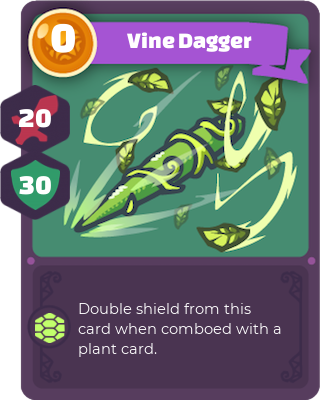 0
Vine Dagger
20
30
Double shield from this
card when comboed with a
plant card.